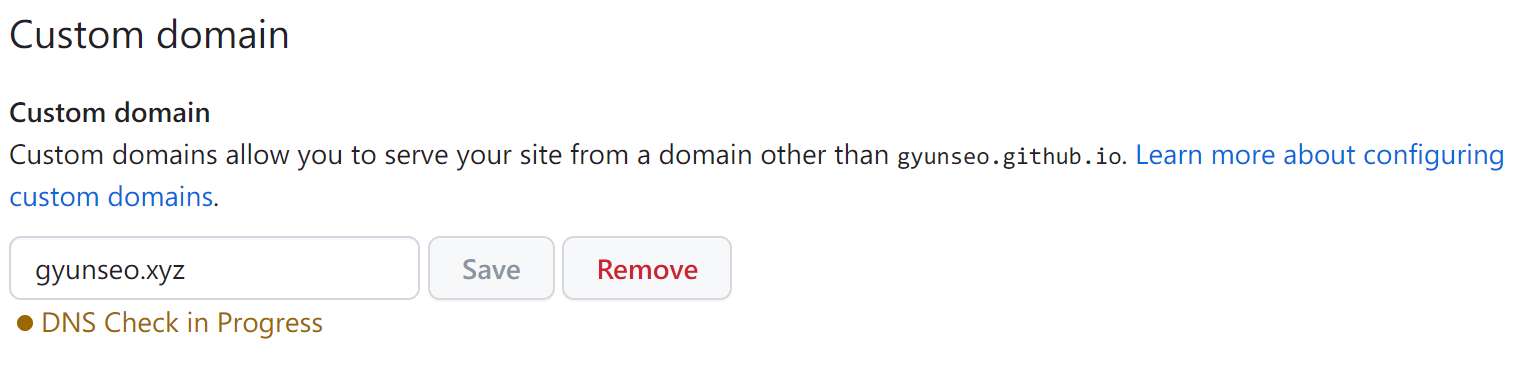 Custom domain
Custom domain
Custom domains allow you to serve your site from a domain other than gyunseo.github.io. Learn more about configuring
custom domains.
gyunseo.xyz Save Remove
DNS Check in Progress